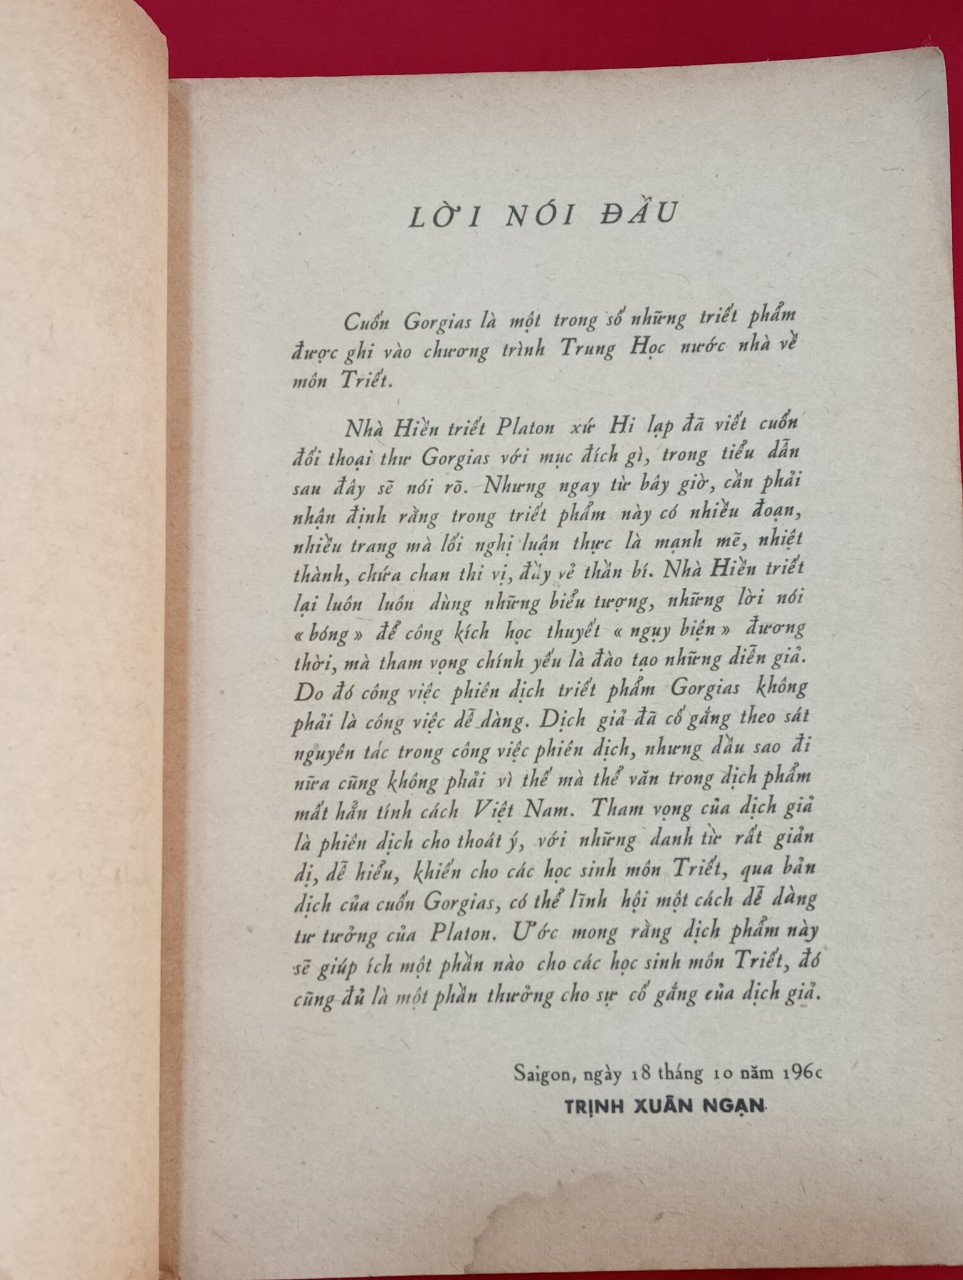 LỜI NÓI ĐẦU
Cuốn Gorgias là một trong số những triết phẩm
được ghi vào chương trình Trung Học nước nhà về
môn Triết.
Nhà Hiền triết Platon xứ Hi lạp đã viết cuốn
đối thoại thư Gorgias với mục đích gì, trong tiểu dẫn
sau đây sẽ nói rõ. Nhưng ngay từ bây giờ, cần phải
nhận định rằng trong triết phẩm này có nhiều đoạn,
nhiều trang mà lối nghị luận thực là mạnh mẽ, nhiệt
thành, chứa chan thi vị, đầy vẻ thần bí. Nhà Hiền triết
lại luôn luôn dùng những biểu tượng, những lời nói
« bóng » để công kích học thuyết « ngụy biện » đương
thời, mà tham vọng chính yếu là đào tạo những diễn giả.
Do đó công việc phiên dịch triết phẩm Gorgias không
phải là công việc dễ dàng. Dịch giả đã cố gắng theo sát
nguyên tác trong công việc phiên dịch, nhưng dầu sao đi
nữa cũng không phải vì thế mà thể văn trong dịch phẩm
mất hẳn tính cách Việt Nam. Tham vọng của dịch giả
là phiên dịch cho thoát ý, với những danh từ rất giản
dị, dễ hiểu, khiến cho các học sinh môn Triết, qua bản
dịch của cuốn Gorgias, có thể lĩnh hội một cách dễ dàng
tư tưởng của Platon. Ước mong rằng dịch phẩm này
sẽ giúp ích một phần nào cho các học sinh môn Triết, đó
cũng đủ là một phần thưởng cho sự cố gắng của dịch giả.
Saigon, ngày 18 tháng 10 năm 1960
TRỊNH XUÂN NGẠN